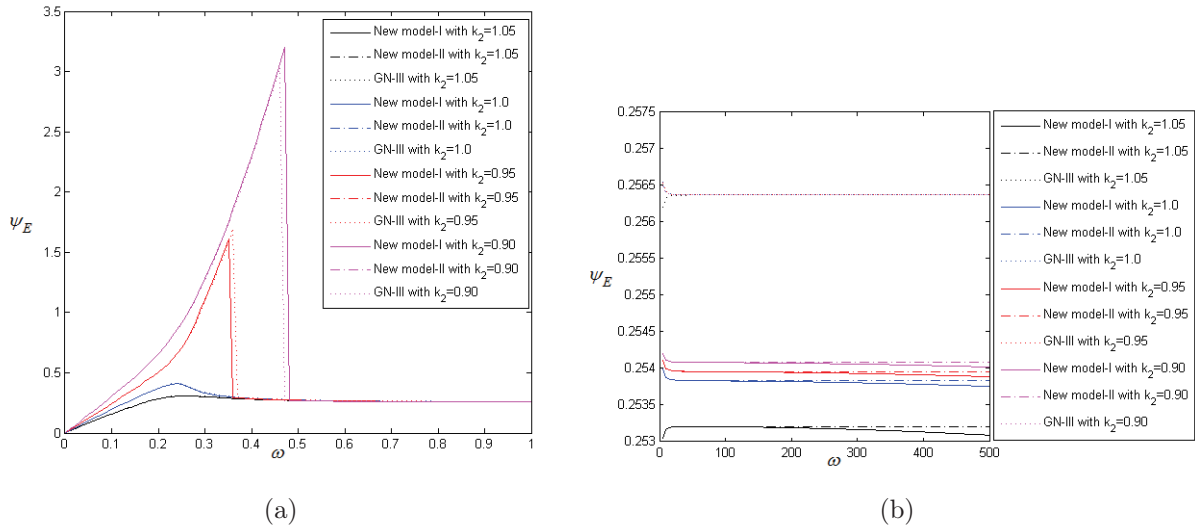 3.5
3
2.5
2
1.5
1
0.5
0
ψ_E
0 0.1 0.2 0.3 0.4 0.5 0.6 0.7 0.8 0.9 1
ω
New model-I with k₂=1.05
New model-II with k₂=1.05
GN-III with k₂=1.05
New model-I with k₂=1.0
New model-II with k₂=1.0
GN-III with k₂=1.0
New model-I with k₂=0.95
New model-II with k₂=0.95
GN-III with k₂=0.95
New model-I with k₂=0.90
New model-II with k₂=0.90
GN-III with k₂=0.90
(a)
0.2575
0.257
0.2565
0.256
0.2555
0.255
0.2545
0.254
0.2535
0.253
ψ_E
0 100 200 300 400 500
ω
New model-I with k₂=1.05
New model-II with k₂=1.05
GN-III with k₂=1.05
New model-I with k₂=1.0
New model-II with k₂=1.0
GN-III with k₂=1.0
New model-I with k₂=0.95
New model-II with k₂=0.95
GN-III with k₂=0.95
New model-I with k₂=0.90
New model-II with k₂=0.90
GN-III with k₂=0.90
(b)